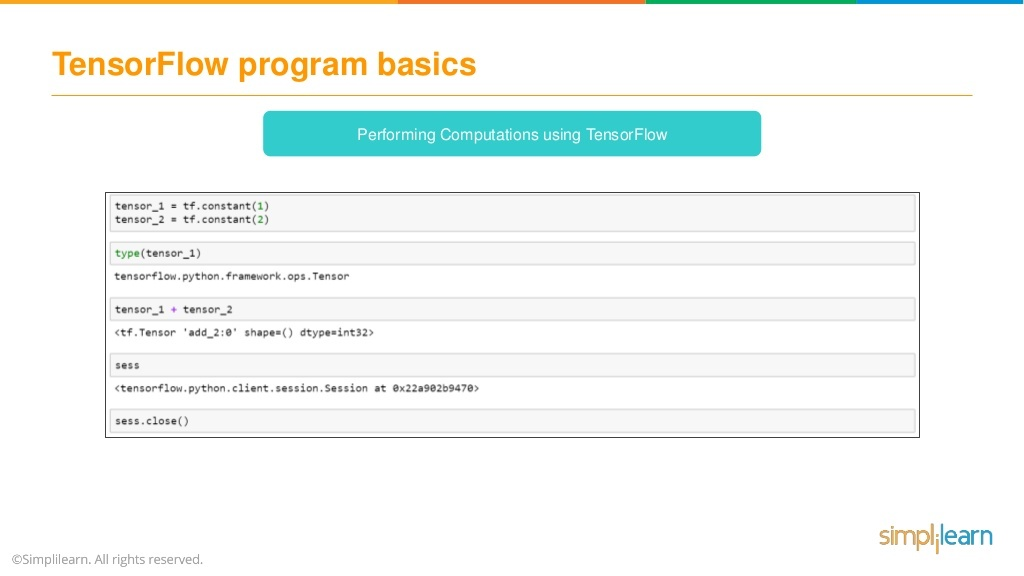 TensorFlow program basics
Performing Computations using TensorFlow
tensor_1 = tf.constant(1)
tensor_2 = tf.constant(2)
type(tensor_1)
tensorflow.python.framework.ops.Tensor
tensor_1 + tensor_2
<tf.Tensor 'add_2:0' shape=() dtype=int32>
sess
<tensorflow.python.client.session.Session at 0x22a902b9470>
sess.close()
simplilearn
©Simplilearn. All rights reserved.